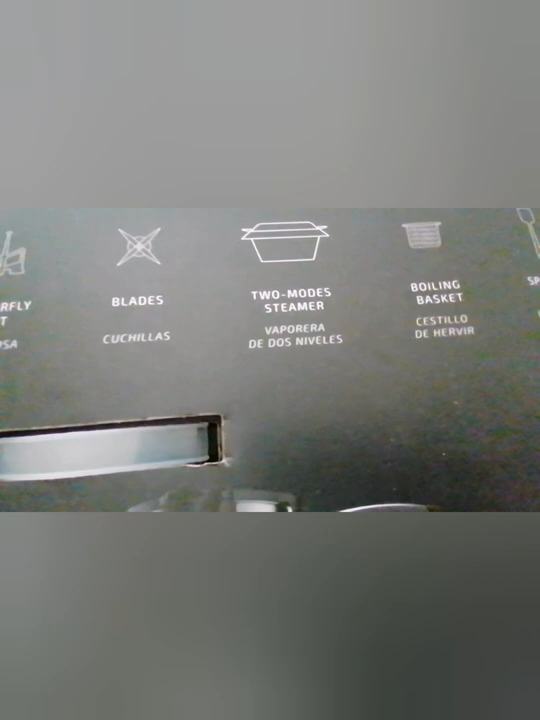 BLADES
CUCHILLAS
TWO-MODES
STEAMER
VAPORERA
DE DOS NIVELES
BOILING
BASKET
CESTILLO
DE HERVIR